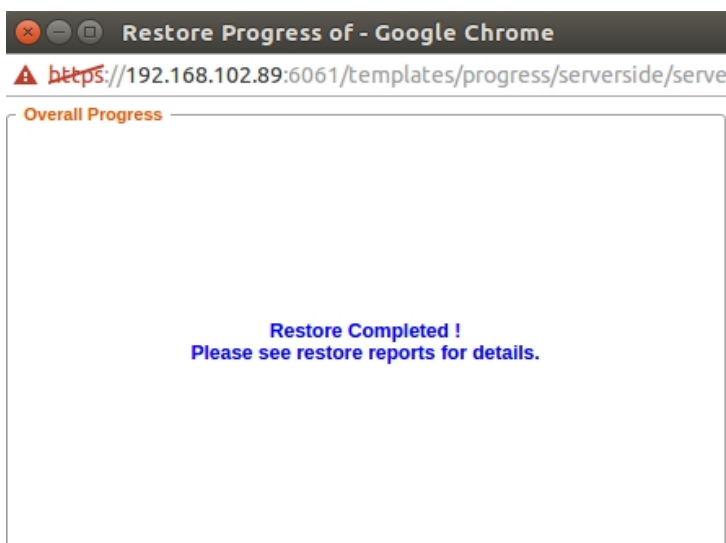 Restore Progress of - Google Chrome
https://192.168.102.89:6061/templates/progress/serverside/serve
Overall Progress
Restore Completed !
Please see restore reports for details.